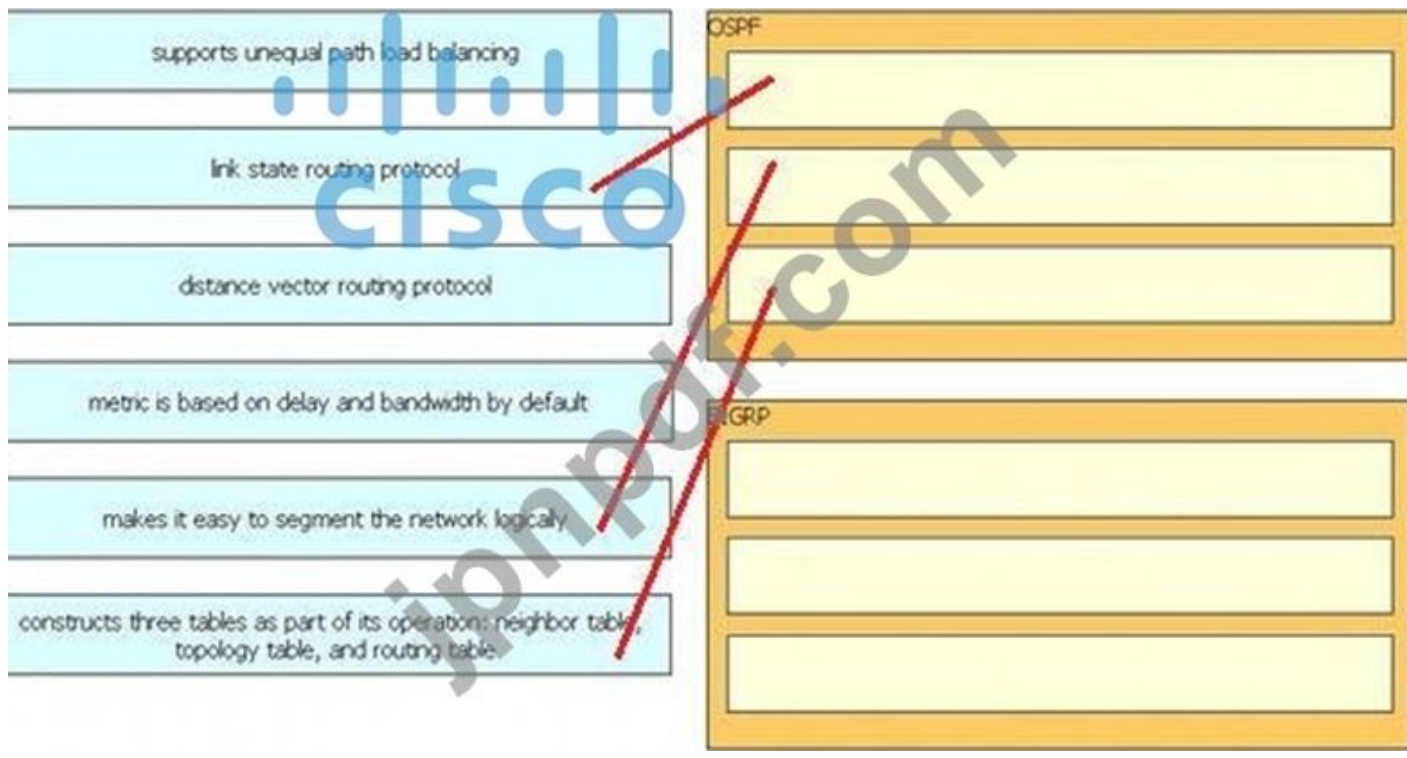 supports unequal path load balancing
link state routing protocol
distance vector routing protocol
metric is based on delay and bandwidth by default
makes it easy to segment the network logically
constructs three tables as part of its operation: neighbor table,
topology table, and routing table.
OSPF
EIGRP
CISCO
jpnpdf.com